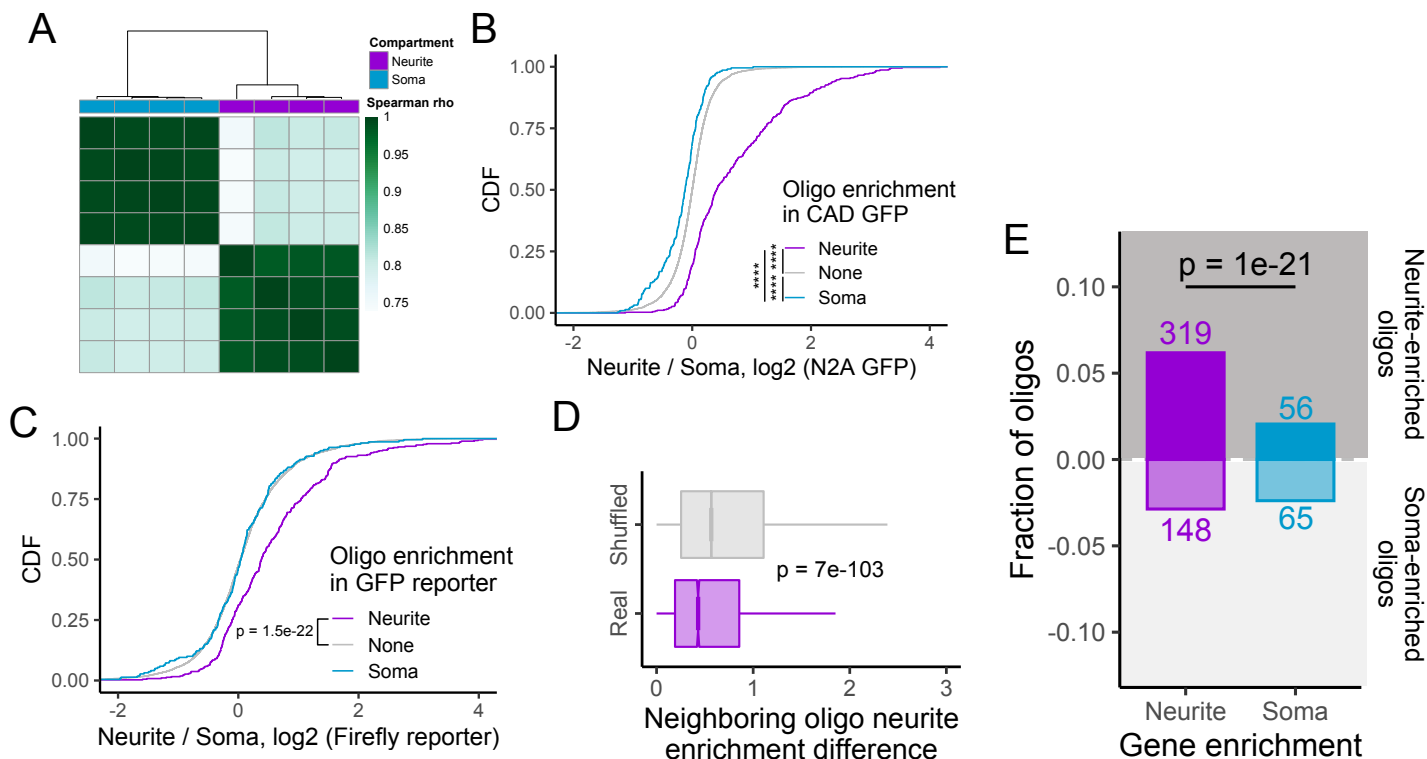 A
Compartment
Neurite
Soma
Spearman rho
1
0.95
0.9
0.85
0.8
0.75
B
1.00
0.75
0.50
0.25
0.00
CDF
-2
0
2
4
Neurite / Soma, log2 (N2A GFP)
Oligo enrichment
in CAD GFP
Neurite
None
Soma
****
**** ****
C
1.00
0.75
0.50
0.25
0.00
CDF
-2
0
2
4
Neurite / Soma, log2 (Firefly reporter)
Oligo enrichment
in GFP reporter
Neurite
None
Soma
p = 1.5e-22
D
Shuffled
Real
p = 7e-103
0
1
2
3
Neighboring oligo neurite
enrichment difference
E
p = 1e-21
0.10
0.05
0.00
-0.05
-0.10
Fraction of oligos
319
56
148
65
Neurite
Soma
Gene enrichment
Neurite-enriched
oligos
Soma-enriched
oligos